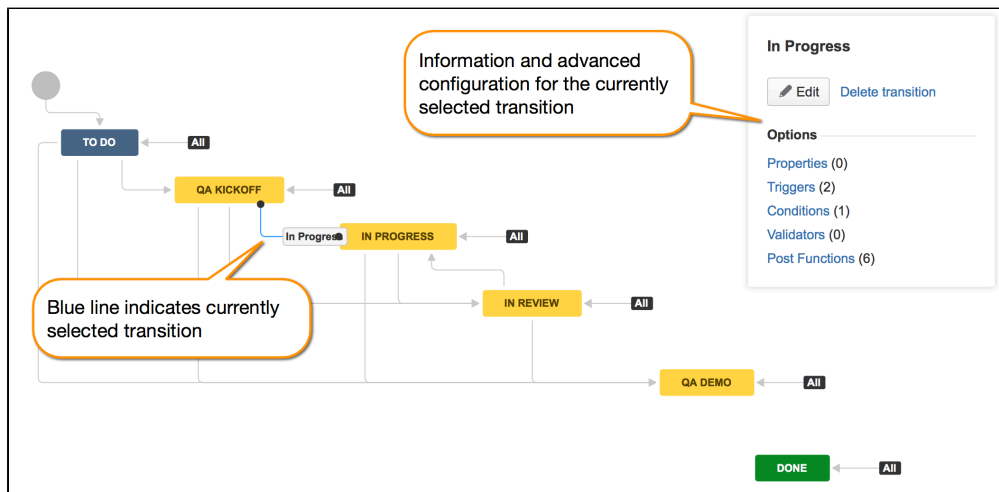 Information and advanced
configuration for the currently
selected transition
In Progress
Edit Delete transition
Options
Properties (0)
Triggers (2)
Conditions (1)
Validators (0)
Post Functions (6)
TO DO
All
QA KICKOFF
All
In Progress
IN PROGRESS
All
Blue line indicates currently
selected transition
IN REVIEW
All
QA DEMO
All
DONE
All